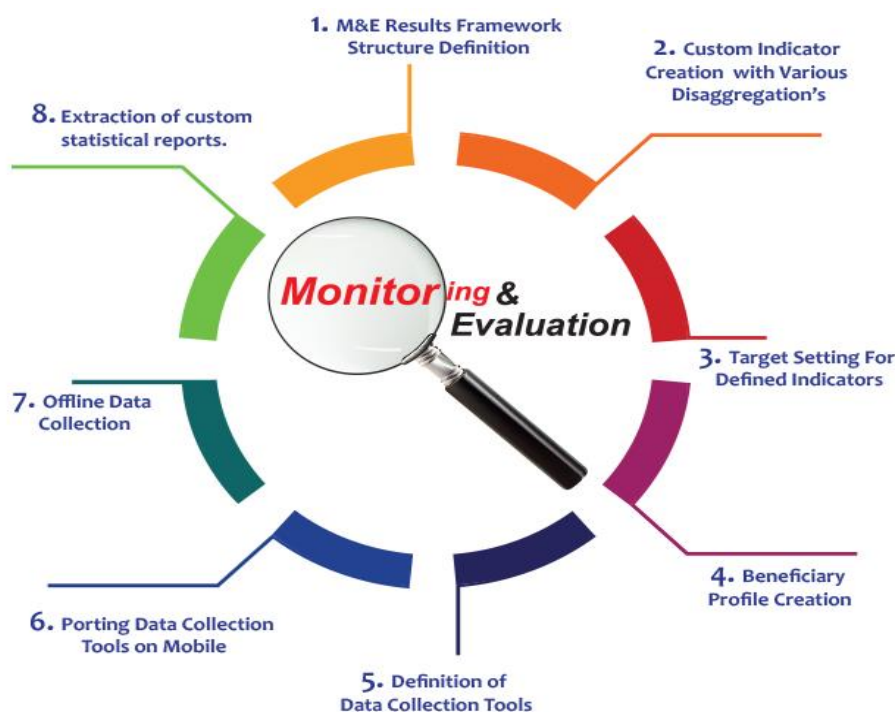 1. M&E Results Framework
Structure Definition
2. Custom Indicator
Creation with Various
Disaggregation's
3. Target Setting For
Defined Indicators
4. Beneficiary
Profile Creation
5. Definition of
Data Collection Tools
6. Porting Data Collection
Tools on Mobile
7. Offline Data
Collection
8. Extraction of custom
statistical reports.
Monitoring &
Evaluation